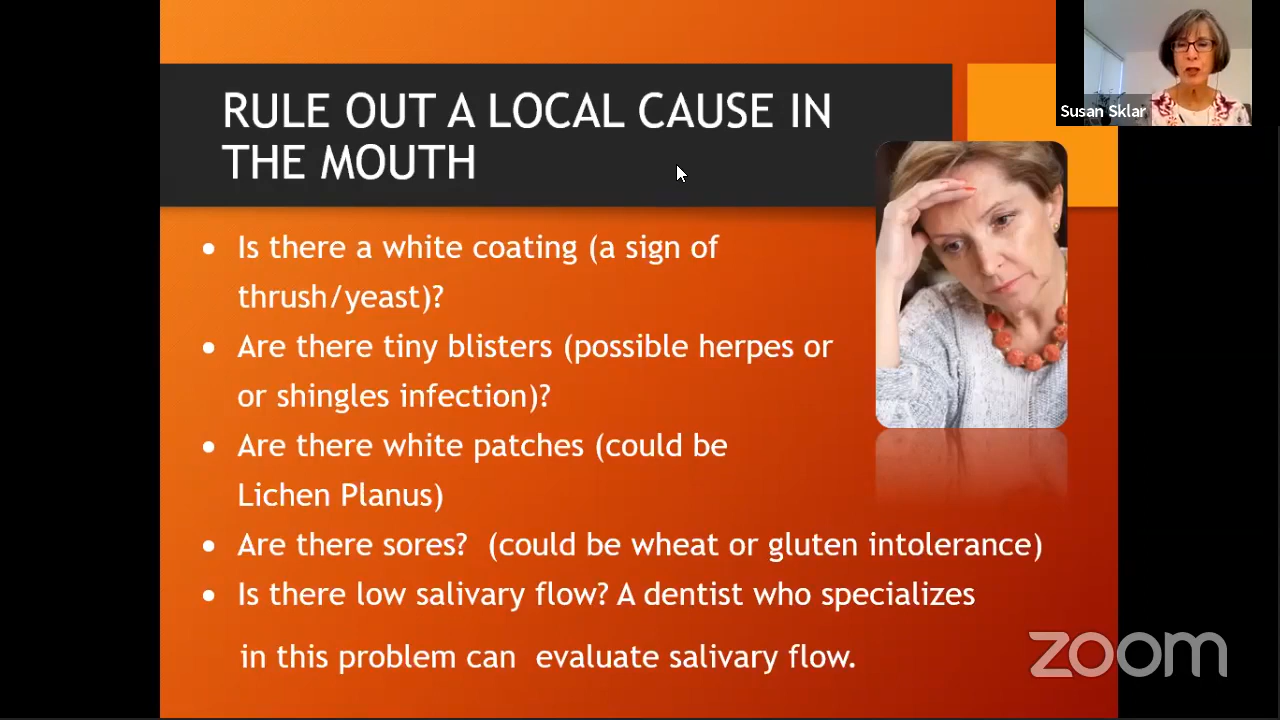 RULE OUT A LOCAL CAUSE IN
THE MOUTH
Susan Sklar
• Is there a white coating (a sign of
thrush/yeast)?
• Are there tiny blisters (possible herpes or
or shingles infection)?
• Are there white patches (could be
Lichen Planus)
• Are there sores?  (could be wheat or gluten intolerance)
• Is there low salivary flow? A dentist who specializes
in this problem can  evaluate salivary flow.
zoom